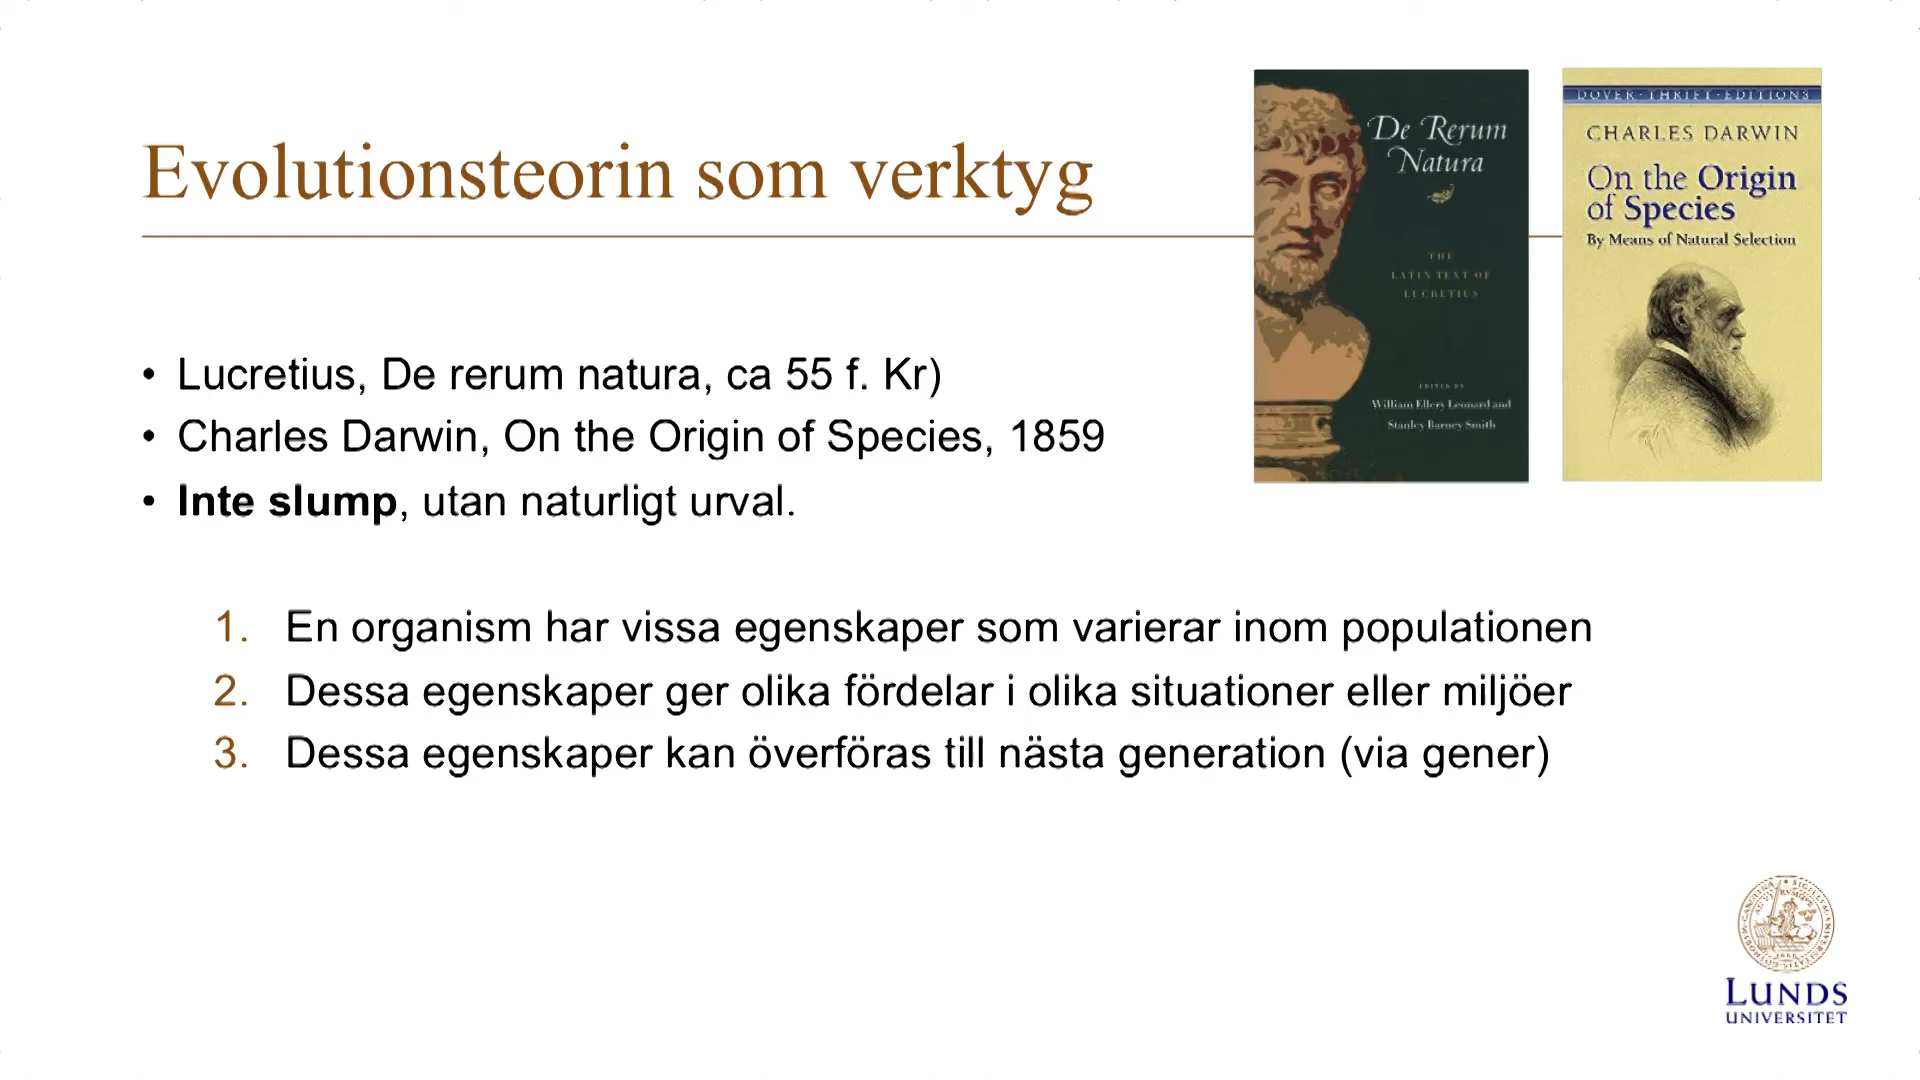 Evolutionsteorin som verktyg
De Rerum
Natura
THE
LATIN TEXT OF
LUCRETIUS
EDITED BY
William Ellery Leonard and
Stanley Barney Smith
DOVER · THRIFT · EDITIONS
CHARLES DARWIN
On the Origin
of Species
By Means of Natural Selection
• Lucretius, De rerum natura, ca 55 f. Kr)
• Charles Darwin, On the Origin of Species, 1859
• Inte slump, utan naturligt urval.
1. En organism har vissa egenskaper som varierar inom populationen
2. Dessa egenskaper ger olika fördelar i olika situationer eller miljöer
3. Dessa egenskaper kan överföras till nästa generation (via gener)
LUNDS
UNIVERSITET